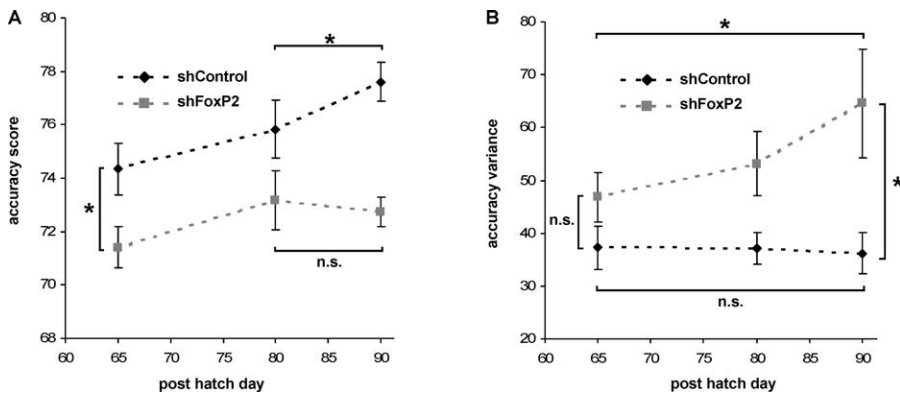 A
accuracy score
80
78
76
74
72
70
68
60 65 70 75 80 85 90
post hatch day
shControl
shFoxP2
*
*
n.s.
B
accuracy variance
80
70
60
50
40
30
20
60 65 70 75 80 85 90
post hatch day
shControl
shFoxP2
*
n.s.
*
n.s.